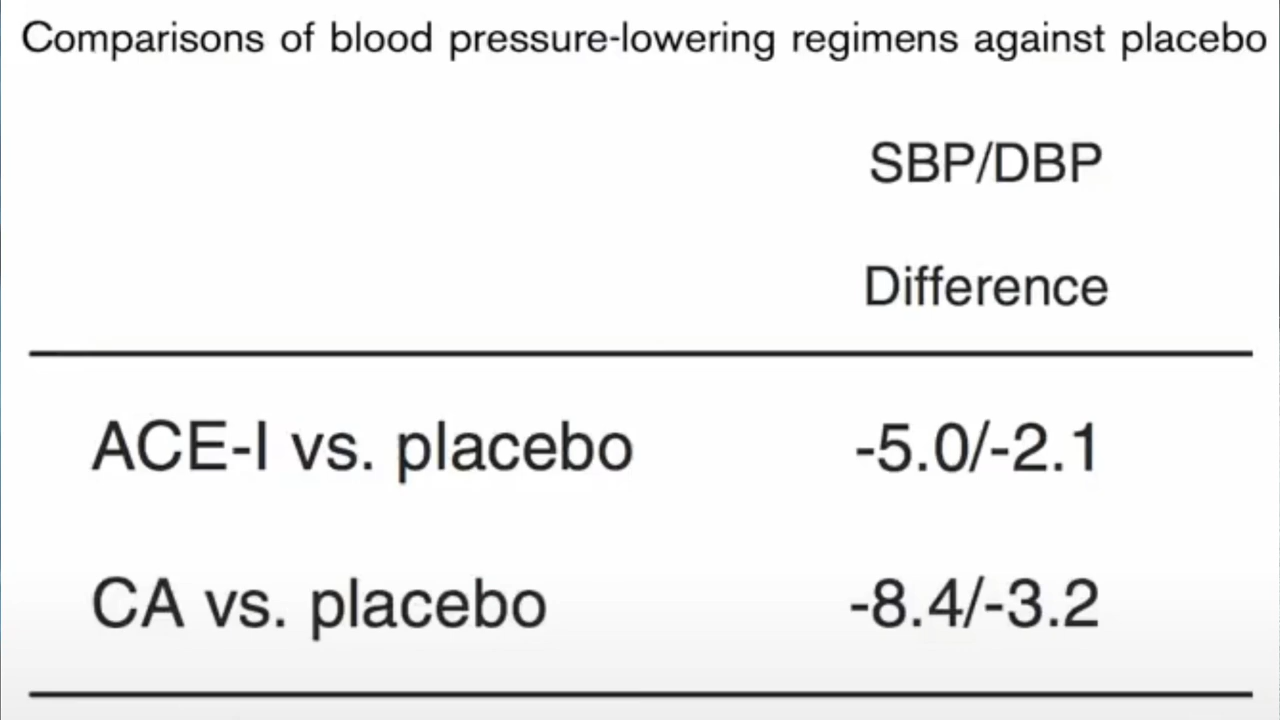 Comparisons of blood pressure-lowering regimens against placebo
SBP/DBP
Difference
ACE-I vs. placebo -5.0/-2.1
CA vs. placebo -8.4/-3.2